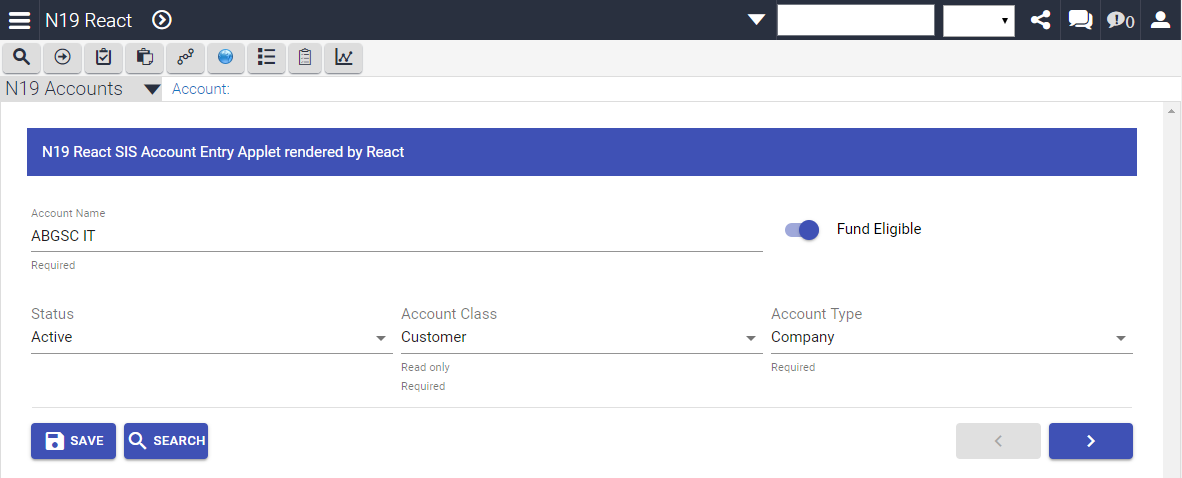 N19 React
0
N19 Accounts
Account:
N19 React SIS Account Entry Applet rendered by React
Account Name
ABGSC IT
Fund Eligible
Required
Status
Account Class
Account Type
Active
Customer
Company
Read only
Required
Required
SAVE
SEARCH